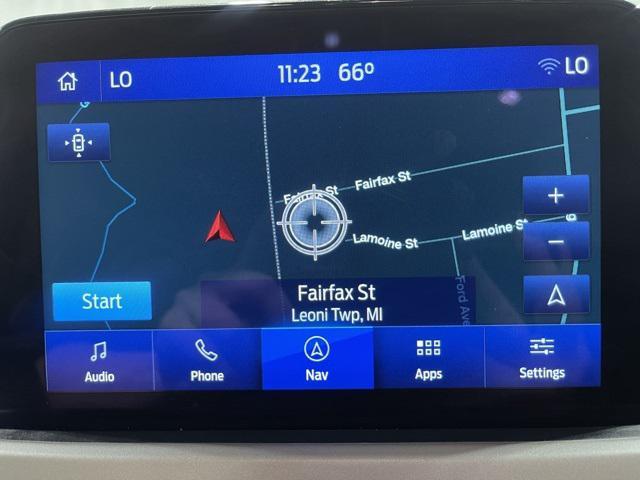 LO 11:23 66° LO
Fairfax St
Fairfax St
Lamoine St
Lamoine St
Ford Ave
Start
Fairfax St
Leoni Twp, MI
+
−
Audio Phone Nav Apps Settings